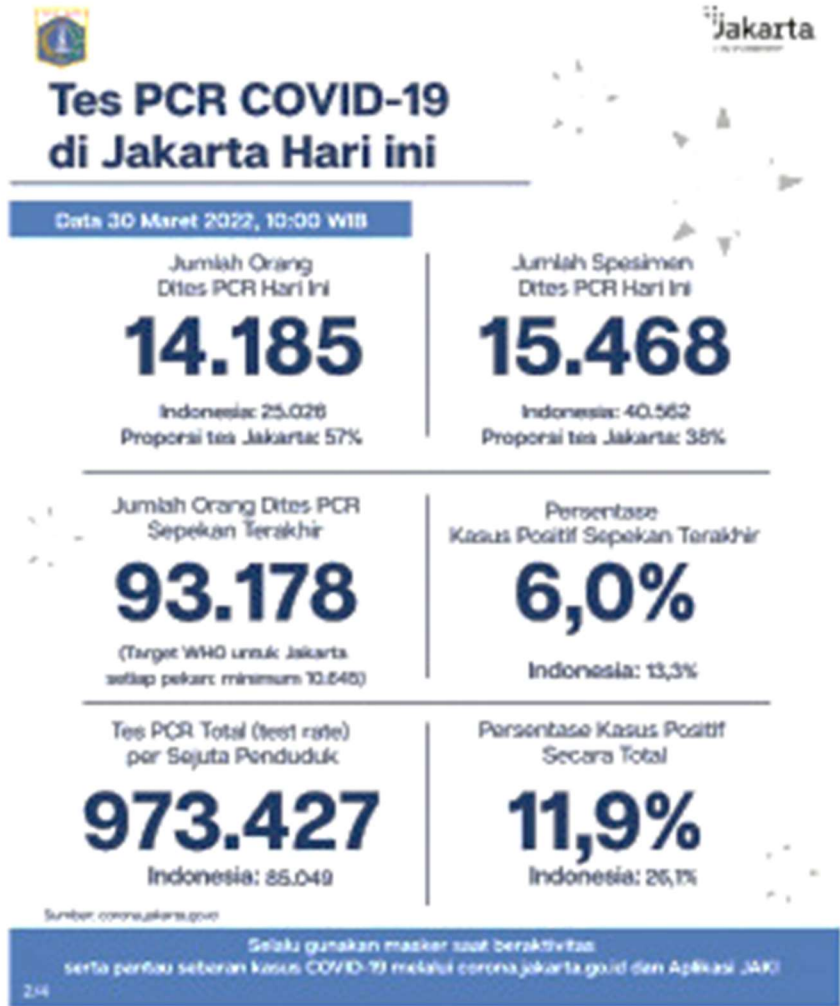 Jakarta
Tes PCR COVID-19
di Jakarta Hari ini
Data 30 Maret 2022, 10:00 WIB
Jumlah Orang
Dites PCR Hari Ini
14.185
Indonesia: 25.028
Proporsi tes Jakarta: 57%
Jumlah Spesimen
Dites PCR Hari Ini
15.468
Indonesia: 40.562
Proporsi tes Jakarta: 38%
Jumlah Orang Dites PCR
Sepekan Terakhir
93.178
(Target WHO untuk Jakarta
setiap pekan: minimum 10.645)
Persentase
Kasus Positif Sepekan Terakhir
6,0%
Indonesia: 13,3%
Tes PCR Total (test rate)
per Sejuta Penduduk
973.427
Indonesia: 85.049
Persentase Kasus Positif
Secara Total
11,9%
Indonesia: 26,1%
Sumber: corona.jakarta.go.id
Selalu gunakan masker saat beraktivitas
serta pantau sebaran kasus COVID-19 melalui corona.jakarta.go.id dan Aplikasi JAKI
2/4